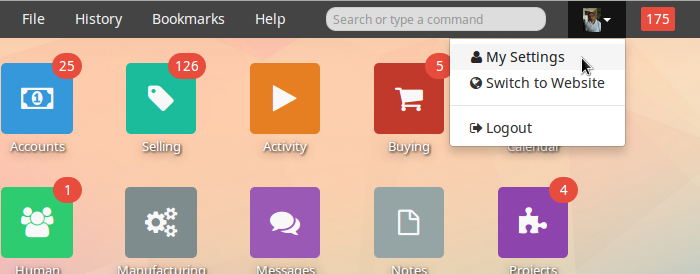 File History Bookmarks Help Search or type a command 175
My Settings
Switch to Website
Logout
25 126 5
Accounts Selling Activity Buying Calendar
1 4
Human Manufacturing Messages Notes Projects